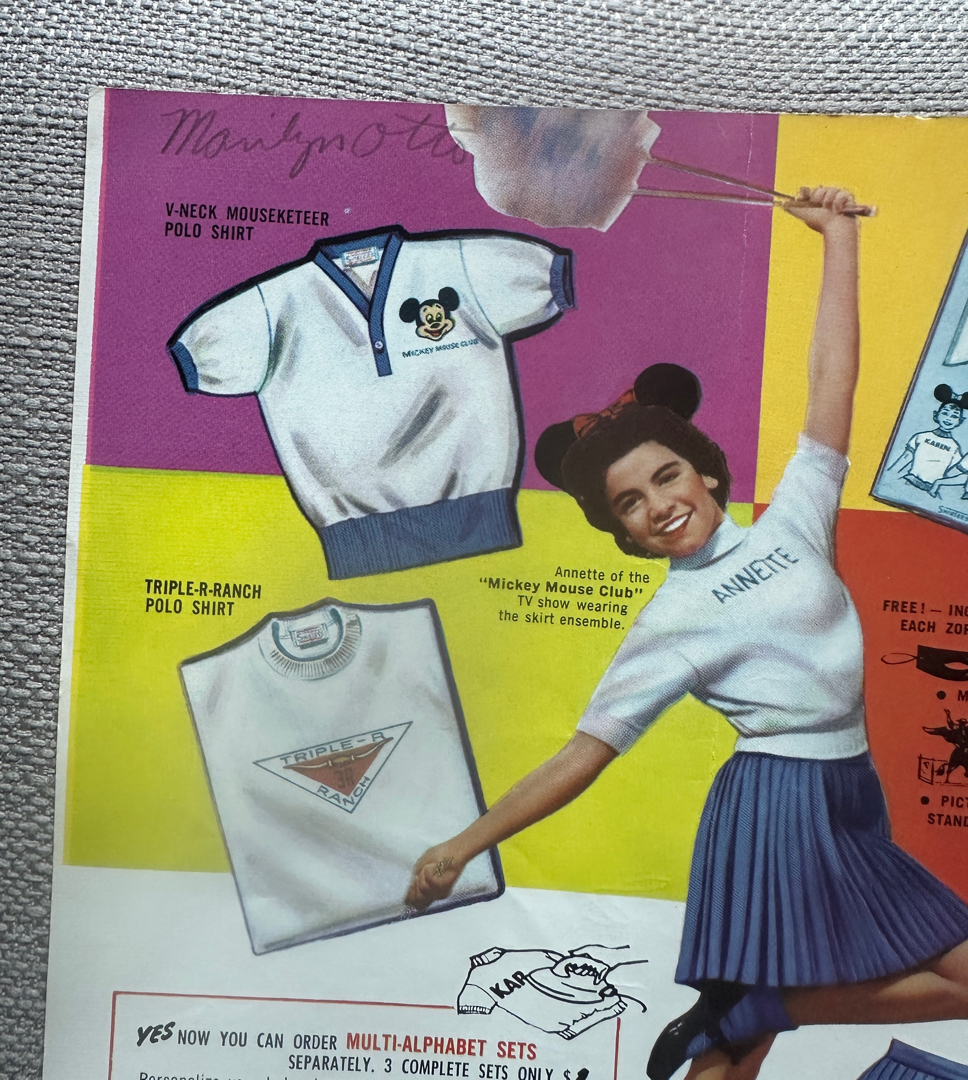 Marilyn Otto
V-NECK MOUSEKETEER
POLO SHIRT
MICKEY MOUSE CLUB
KAREN
ANNETTE
Annette of the
"Mickey Mouse Club"
TV show wearing
the skirt ensemble.
TRIPLE-R-RANCH
POLO SHIRT
TRIPLE-R
RANCH
FREE! —
EACH
●
●
KAR
YES NOW YOU CAN ORDER MULTI-ALPHABET SETS
SEPARATELY. 3 COMPLETE SETS ONLY $1